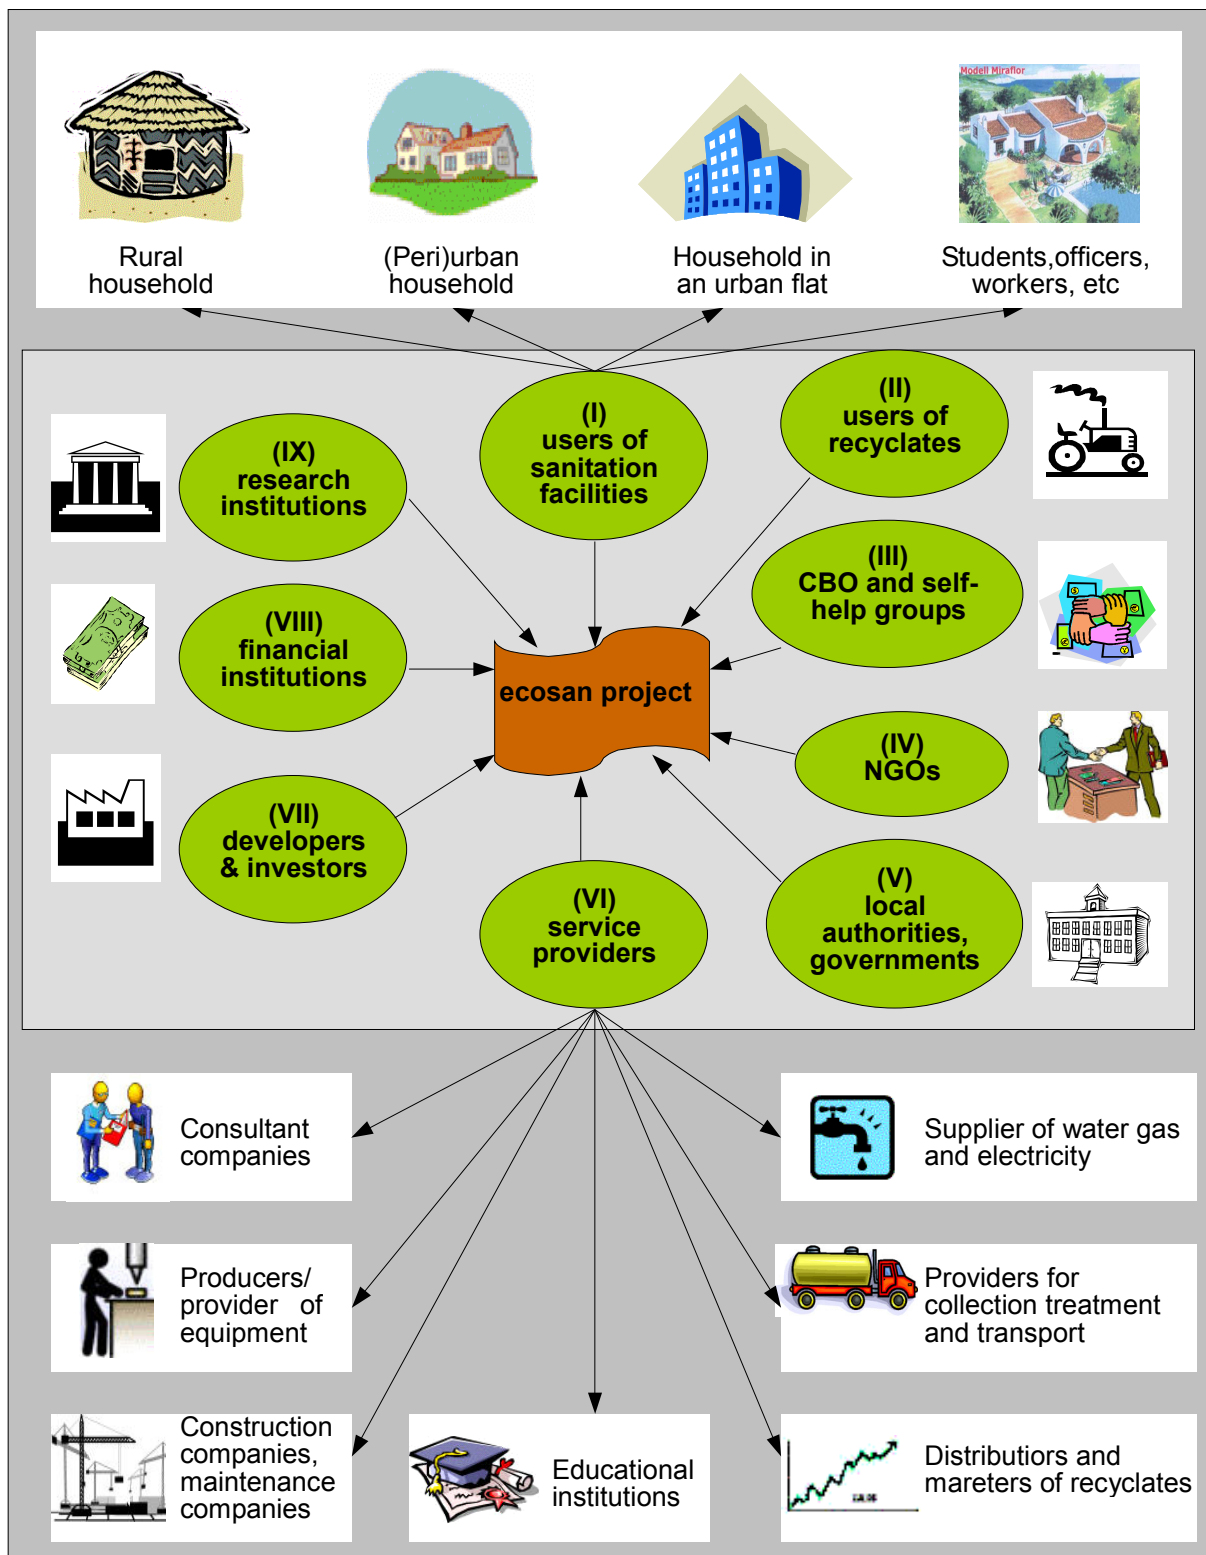 Modell Miraflor
Rural
household
(Peri)urban
household
Household in
an urban flat
Students,officers,
workers, etc
(I)
users of
sanitation
facilities
(II)
users of
recyclates
(IX)
research
institutions
(III)
CBO and self-
help groups
(VIII)
financial
institutions
ecosan project
(IV)
NGOs
(VII)
developers
& investors
(VI)
service
providers
(V)
local
authorities,
governments
Consultant
companies
Supplier of water gas
and electricity
Producers/
provider of
equipment
Providers for
collection treatment
and transport
Construction
companies,
maintenance
companies
Educational
institutions
Distributiors and
mareters of recyclates